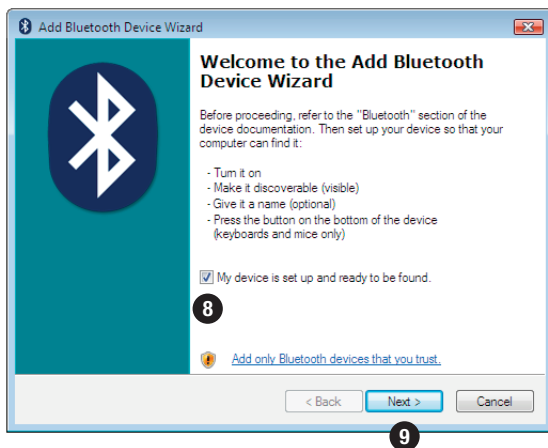 Add Bluetooth Device Wizard
Welcome to the Add Bluetooth
Device Wizard
Before proceeding, refer to the "Bluetooth" section of the
device documentation. Then set up your device so that your
computer can find it:
- Turn it on
- Make it discoverable (visible)
- Give it a name (optional)
- Press the button on the bottom of the device
(keyboards and mice only)
My device is set up and ready to be found.
8
Add only Bluetooth devices that you trust.
< Back Next > Cancel
9